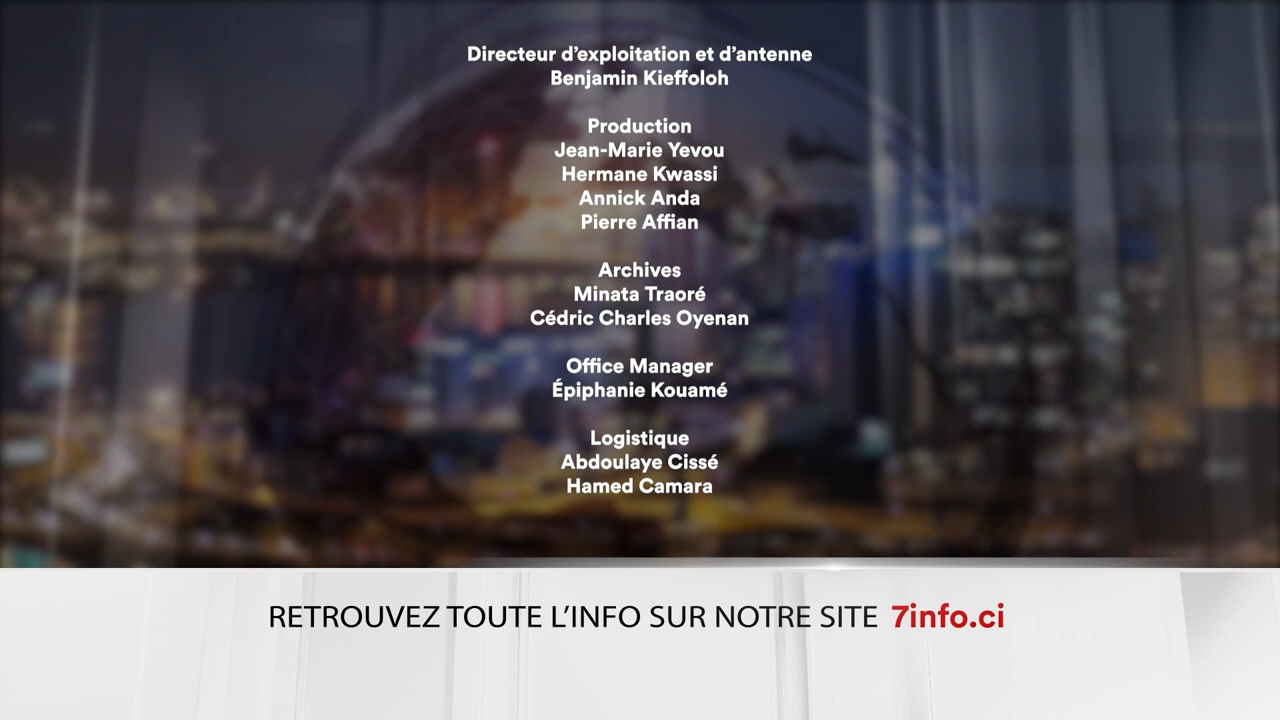 Directeur d’exploitation et d’antenne
Benjamin Kieffoloh
Production
Jean-Marie Yevou
Hermane Kwassi
Annick Anda
Pierre Affian
Archives
Minata Traoré
Cédric Charles Oyenan
Office Manager
Épiphanie Kouamé
Logistique
Abdoulaye Cissé
Hamed Camara
RETROUVEZ TOUTE L’INFO SUR NOTRE SITE 7info.ci